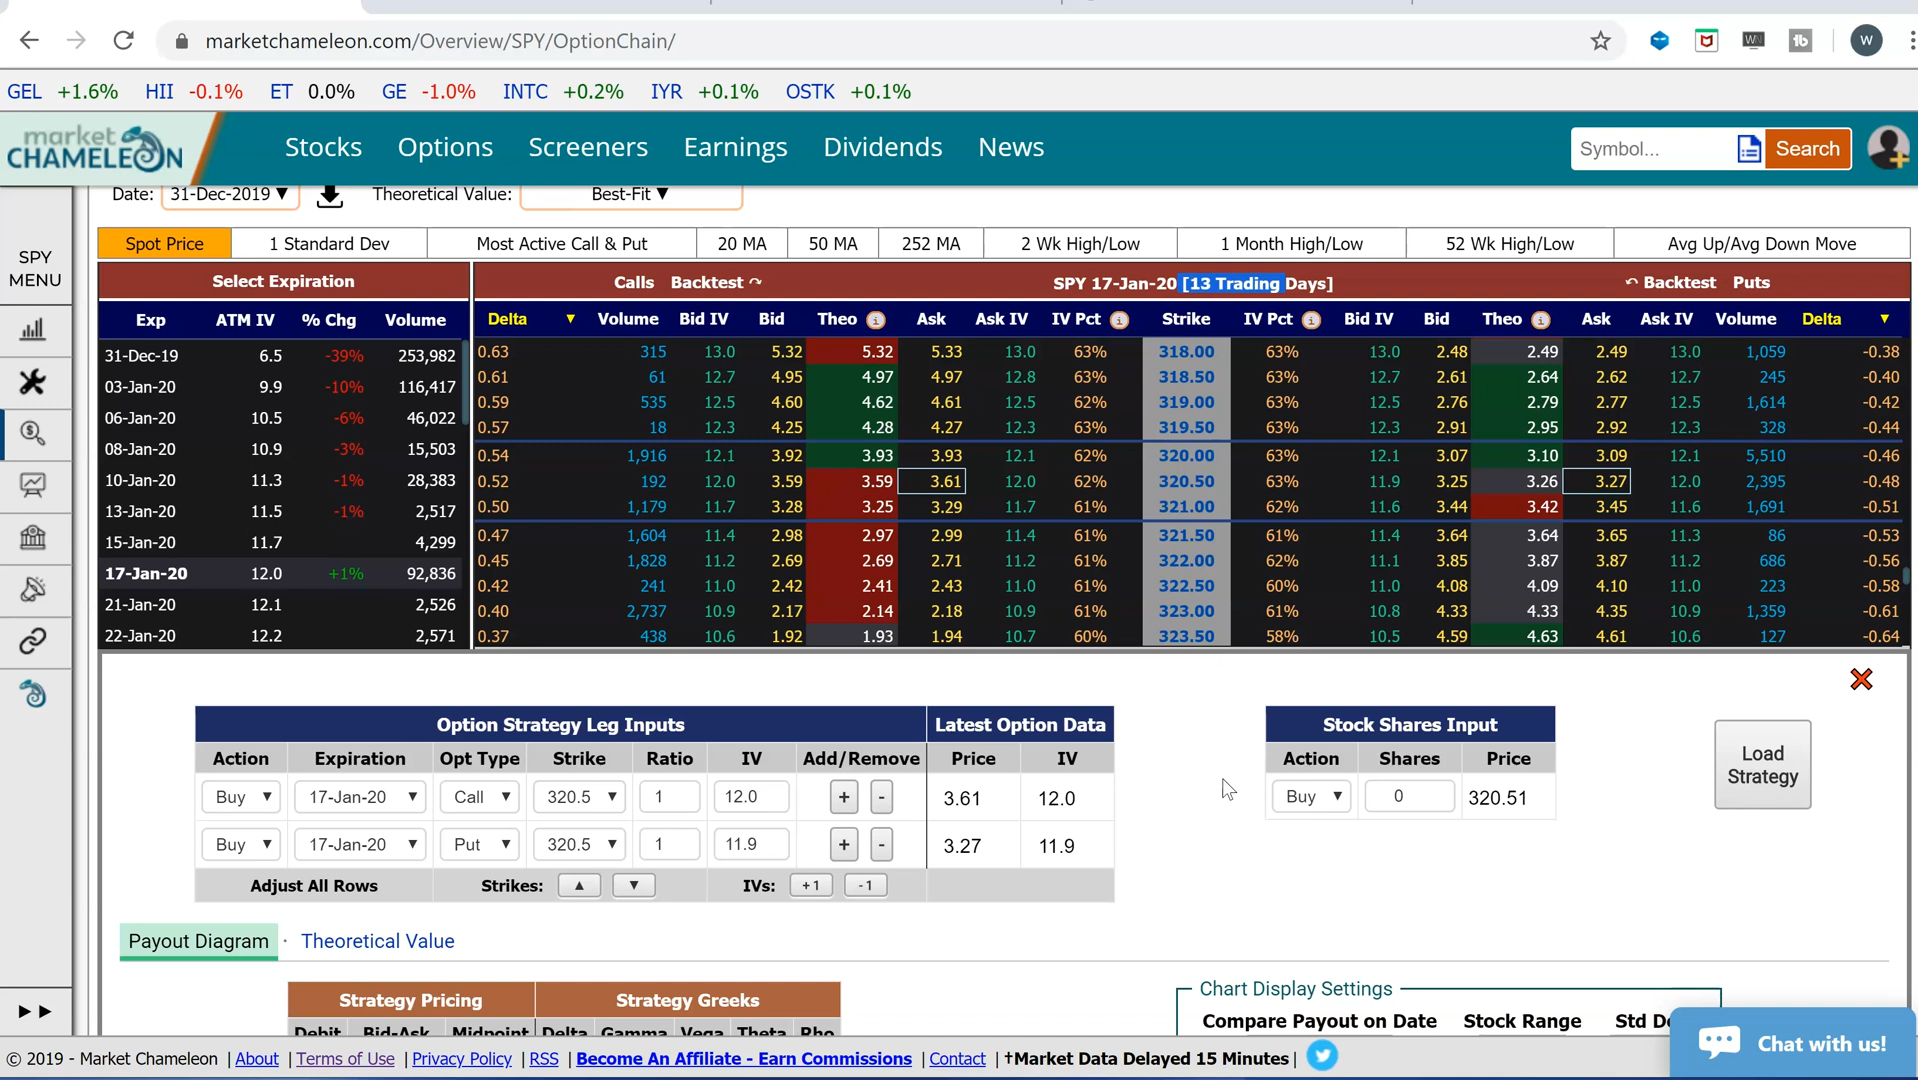 marketchameleon.com/Overview/SPY/OptionChain/
W
GEL +1.6% HII -0.1% ET 0.0% GE -1.0% INTC +0.2% IYR +0.1% OSTK +0.1%
market CHAMELEON Stocks Options Screeners Earnings Dividends News Symbol... Search
Date: 31-Dec-2019 ▼ Theoretical Value: Best-Fit ▼
SPY MENU
Spot Price 1 Standard Dev Most Active Call & Put 20 MA 50 MA 252 MA 2 Wk High/Low 1 Month High/Low 52 Wk High/Low Avg Up/Avg Down Move
Select Expiration Calls Backtest SPY 17-Jan-20 [13 Trading Days] Backtest Puts
Exp ATM IV % Chg Volume Delta ▼ Volume Bid IV Bid Theo Ask Ask IV IV Pct Strike IV Pct Bid IV Bid Theo Ask Ask IV Volume Delta ▼
31-Dec-19 6.5 -39% 253,982 0.63 315 13.0 5.32 5.32 5.33 13.0 63% 318.00 63% 13.0 2.48 2.49 2.49 13.0 1,059 -0.38
03-Jan-20 9.9 -10% 116,417 0.61 61 12.7 4.95 4.97 4.97 12.8 63% 318.50 63% 12.7 2.61 2.64 2.62 12.7 245 -0.40
06-Jan-20 10.5 -6% 46,022 0.59 535 12.5 4.60 4.62 4.61 12.5 62% 319.00 63% 12.5 2.76 2.79 2.77 12.5 1,614 -0.42
08-Jan-20 10.9 -3% 15,503 0.57 18 12.3 4.25 4.28 4.27 12.3 63% 319.50 63% 12.3 2.91 2.95 2.92 12.3 328 -0.44
10-Jan-20 11.3 -1% 28,383 0.54 1,916 12.1 3.92 3.93 3.93 12.1 62% 320.00 63% 12.1 3.07 3.10 3.09 12.1 5,510 -0.46
13-Jan-20 11.5 -1% 2,517 0.52 192 12.0 3.59 3.59 3.61 12.0 62% 320.50 63% 11.9 3.25 3.26 3.27 12.0 2,395 -0.48
15-Jan-20 11.7 4,299 0.50 1,179 11.7 3.28 3.25 3.29 11.7 61% 321.00 62% 11.6 3.44 3.42 3.45 11.6 1,691 -0.51
17-Jan-20 12.0 +1% 92,836 0.47 1,604 11.4 2.98 2.97 2.99 11.4 61% 321.50 61% 11.4 3.64 3.64 3.65 11.3 86 -0.53
21-Jan-20 12.1 2,526 0.45 1,828 11.2 2.69 2.69 2.71 11.2 61% 322.00 62% 11.1 3.85 3.87 3.87 11.2 686 -0.56
22-Jan-20 12.2 2,571 0.42 241 11.0 2.42 2.41 2.43 11.0 61% 322.50 60% 11.0 4.08 4.09 4.10 11.0 223 -0.58
0.40 2,737 10.9 2.17 2.14 2.18 10.9 61% 323.00 61% 10.8 4.33 4.33 4.35 10.9 1,359 -0.61
0.37 438 10.6 1.92 1.93 1.94 10.7 60% 323.50 58% 10.5 4.59 4.63 4.61 10.6 127 -0.64
Option Strategy Leg Inputs Latest Option Data Stock Shares Input
Action Expiration Opt Type Strike Ratio IV Add/Remove Price IV Action Shares Price
Buy ▼ 17-Jan-20 ▼ Call ▼ 320.5 ▼ 1 12.0 + - 3.61 12.0 Buy ▼ 0 320.51
Load Strategy
Buy ▼ 17-Jan-20 ▼ Put ▼ 320.5 ▼ 1 11.9 + - 3.27 11.9
Adjust All Rows Strikes: ▲ ▼ IVs: +1 -1
Payout Diagram · Theoretical Value
Strategy Pricing Strategy Greeks Chart Display Settings
Debit Bid-Ask Midpoint Delta Gamma Vega Theta Rho Compare Payout on Date Stock Range Std De
© 2019 - Market Chameleon | About | Terms of Use | Privacy Policy | RSS | Become An Affiliate - Earn Commissions | Contact | †Market Data Delayed 15 Minutes |
Chat with us!